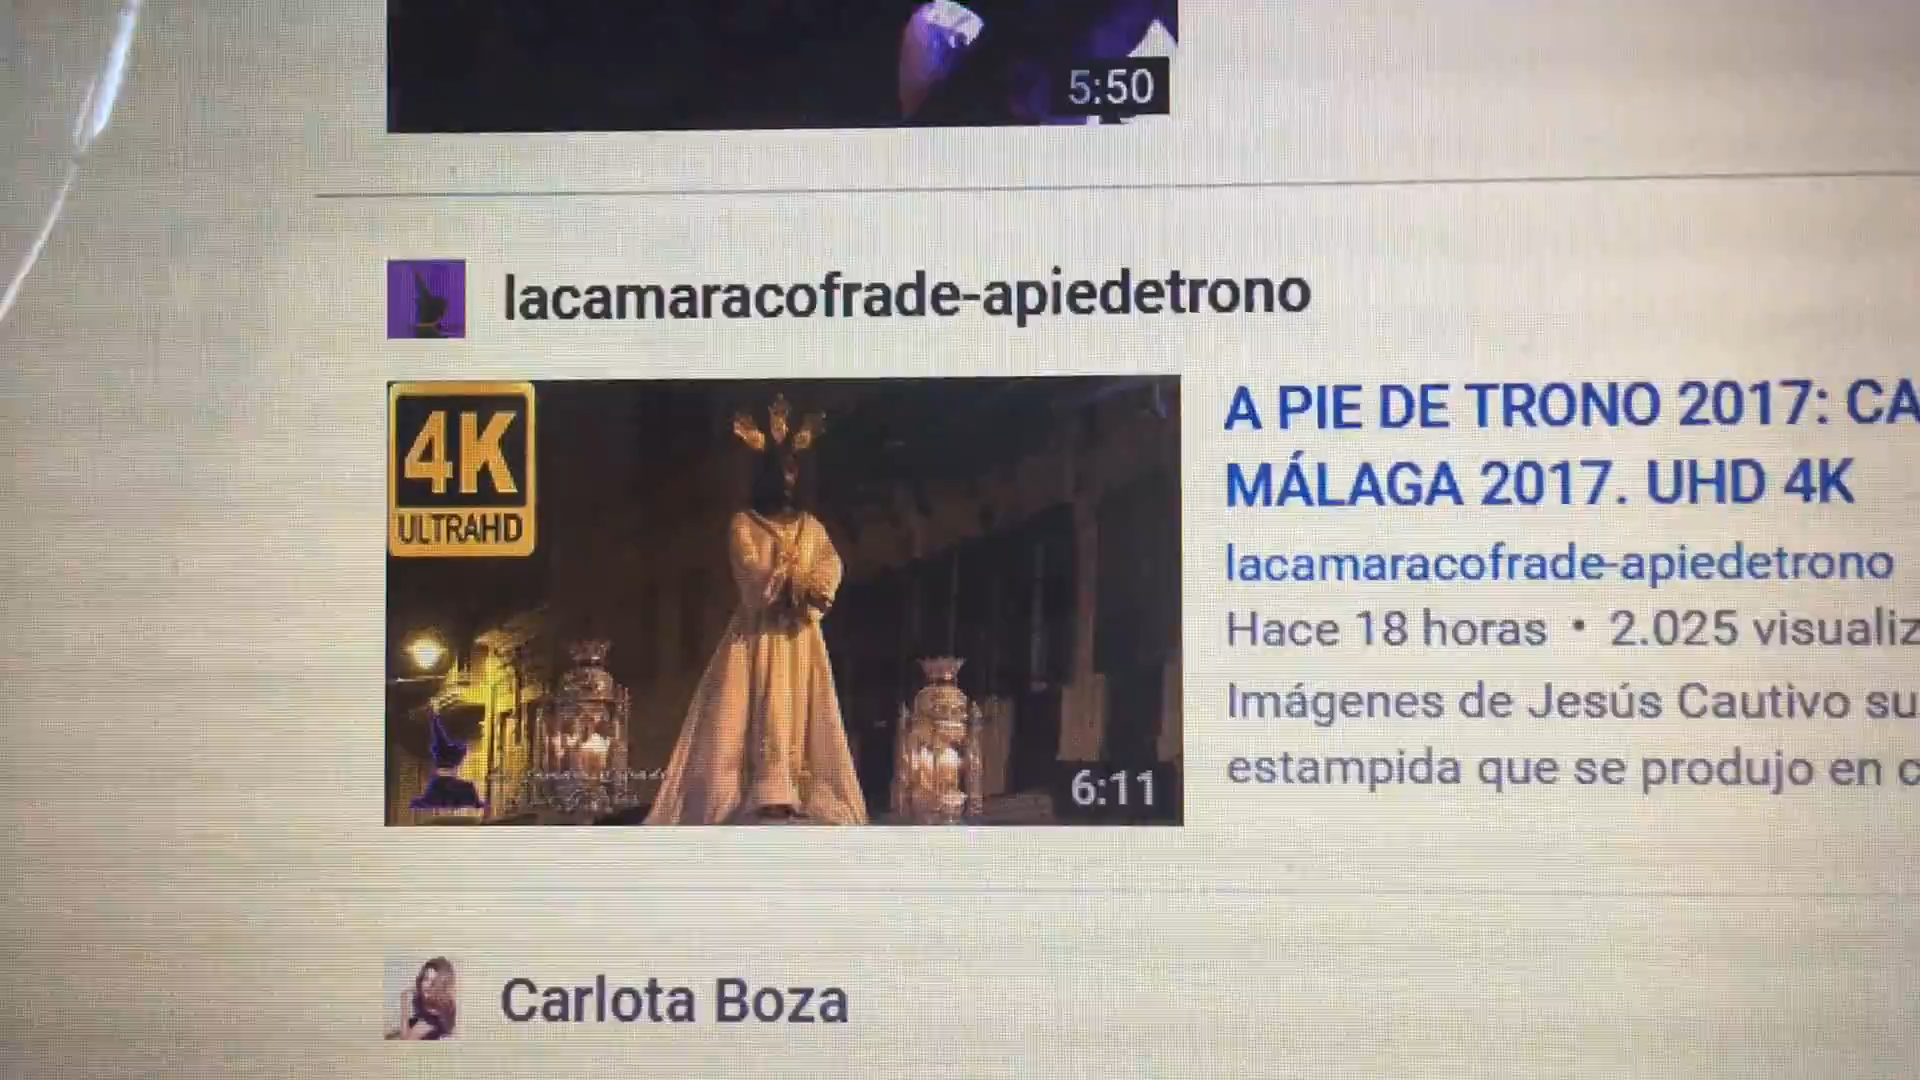 5:50
lacamaracofrade-apiedetrono
4K
ULTRAHD
A PIE DE TRONO 2017: CA
MÁLAGA 2017. UHD 4K
lacamaracofrade-apiedetrono
Hace 18 horas • 2.025 visualiz
Imágenes de Jesús Cautivo su
estampida que se produjo en c
6:11
Carlota Boza